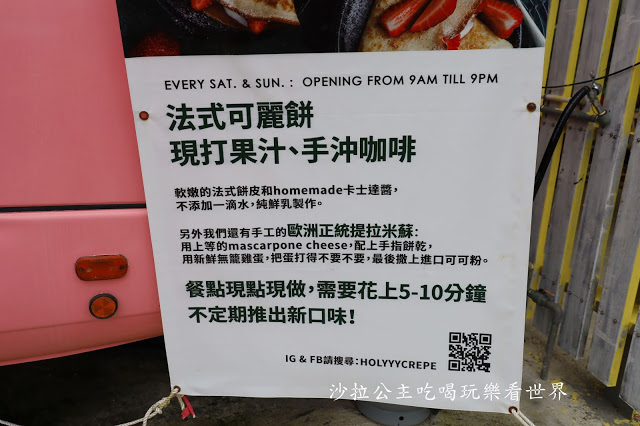 EVERY SAT. & SUN. : OPENING FROM 9AM TILL 9PM
法式可麗餅
現打果汁、手沖咖啡
軟嫩的法式餅皮和homemade卡士達醬,
不添加一滴水,純鮮乳製作。
另外我們還有手工的歐洲正統提拉米蘇:
用上等的mascarpone cheese,配上手指餅乾,
用新鮮無籠雞蛋,把蛋打得不要不要,最後撒上進口可可粉。
餐點現點現做,需要花上5-10分鐘
不定期推出新口味!
IG & FB請搜尋:HOLYYYCREPE
沙拉公主吃喝玩樂看世界